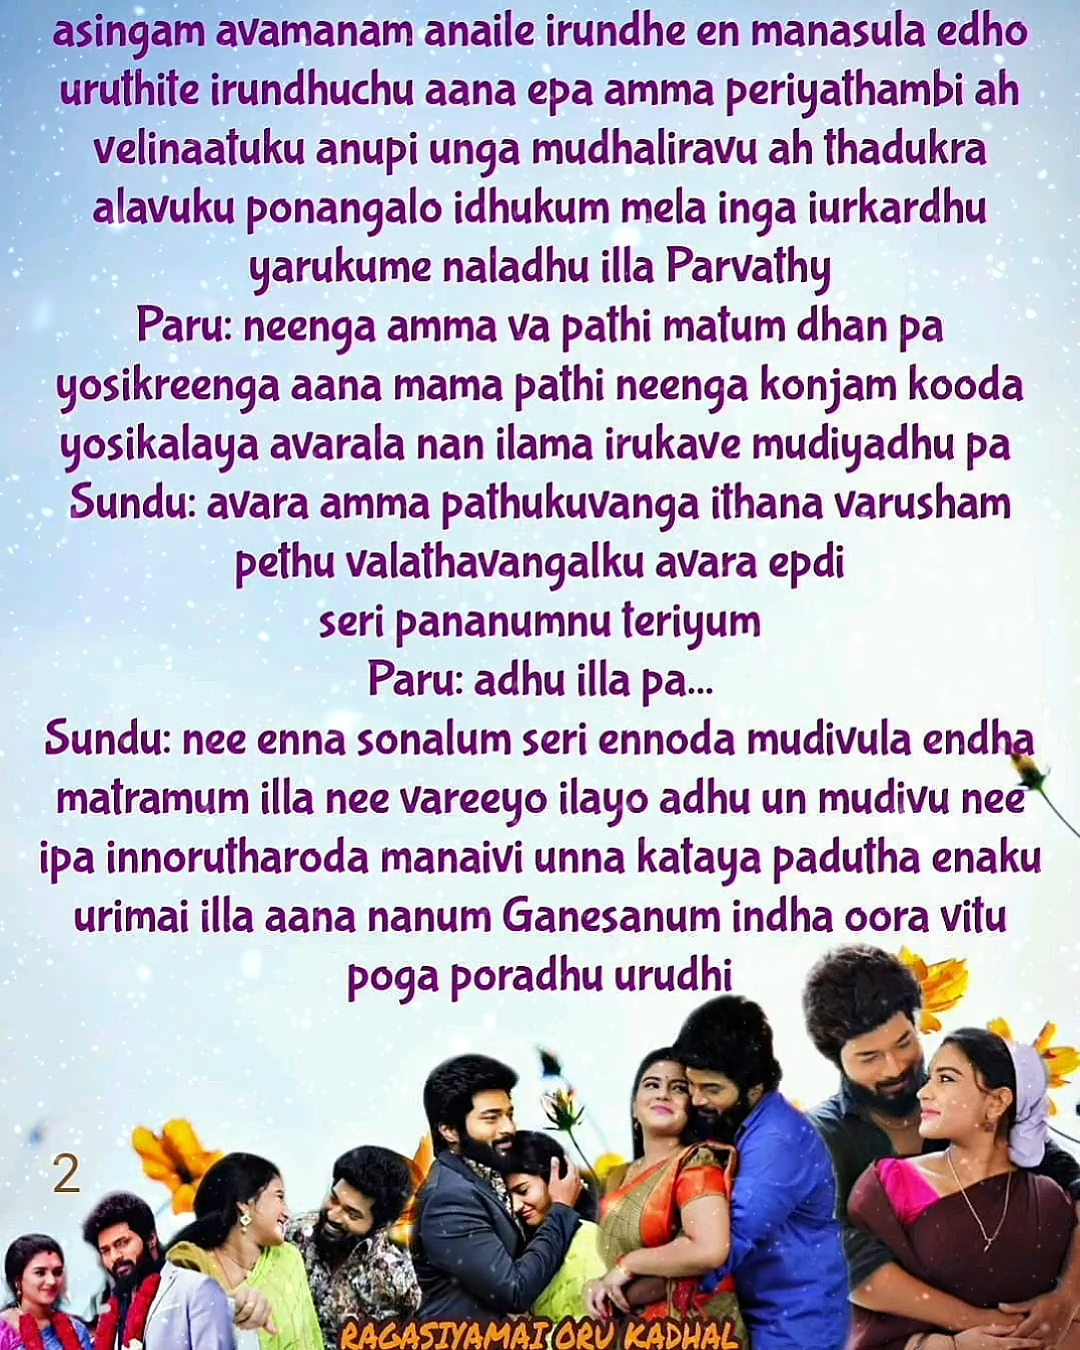 asingam avamanam anaile irundhe en manasula edho
uruthite irundhuchu aana epa amma periyathambi ah
velinaatuku anupi unga mudhaliravu ah thadukra
alavuku ponangalo idhukum mela inga iurkardhu
yarukume naladhu illa Parvathy
Paru: neenga amma va pathi matum dhan pa
yosikreenga aana mama pathi neenga konjam kooda
yosikalaya avarala nan ilama irukave mudiyadhu pa
Sundu: avara amma pathukuvanga ithana varusham
pethu valathavangalku avara epdi
seri pananumnu teriyum
Paru: adhu illa pa...
Sundu: nee enna sonalum seri ennoda mudivula endha
matramum illa nee vareeyo ilayo adhu un mudivu nee
ipa innorutharoda manaivi unna kataya padutha enaku
urimai illa aana nanum Ganesanum indha oora vitu
poga poradhu urudhi
2
RAGASIYAMAI ORU KADHAL